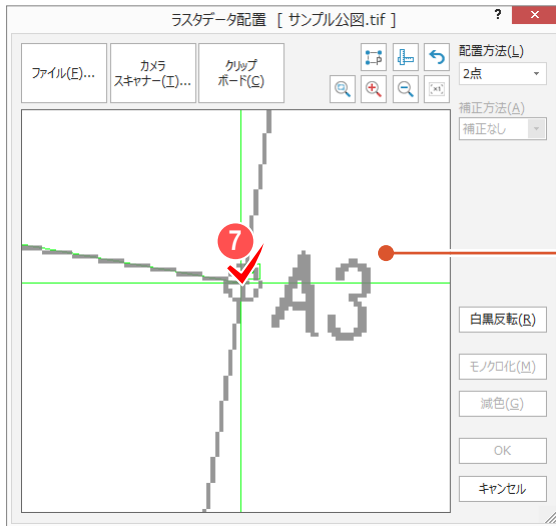 ラスタデータ配置 [ サンプル公図.tif ]
?
×
ファイル(F)...
カメラ
スキャナー(T)...
クリップ
ボード(C)
P
×1
配置方法(L)
2点
補正方法(A)
補正なし
7
A3
白黒反転(R)
モノクロ化(M)
減色(G)
OK
キャンセル